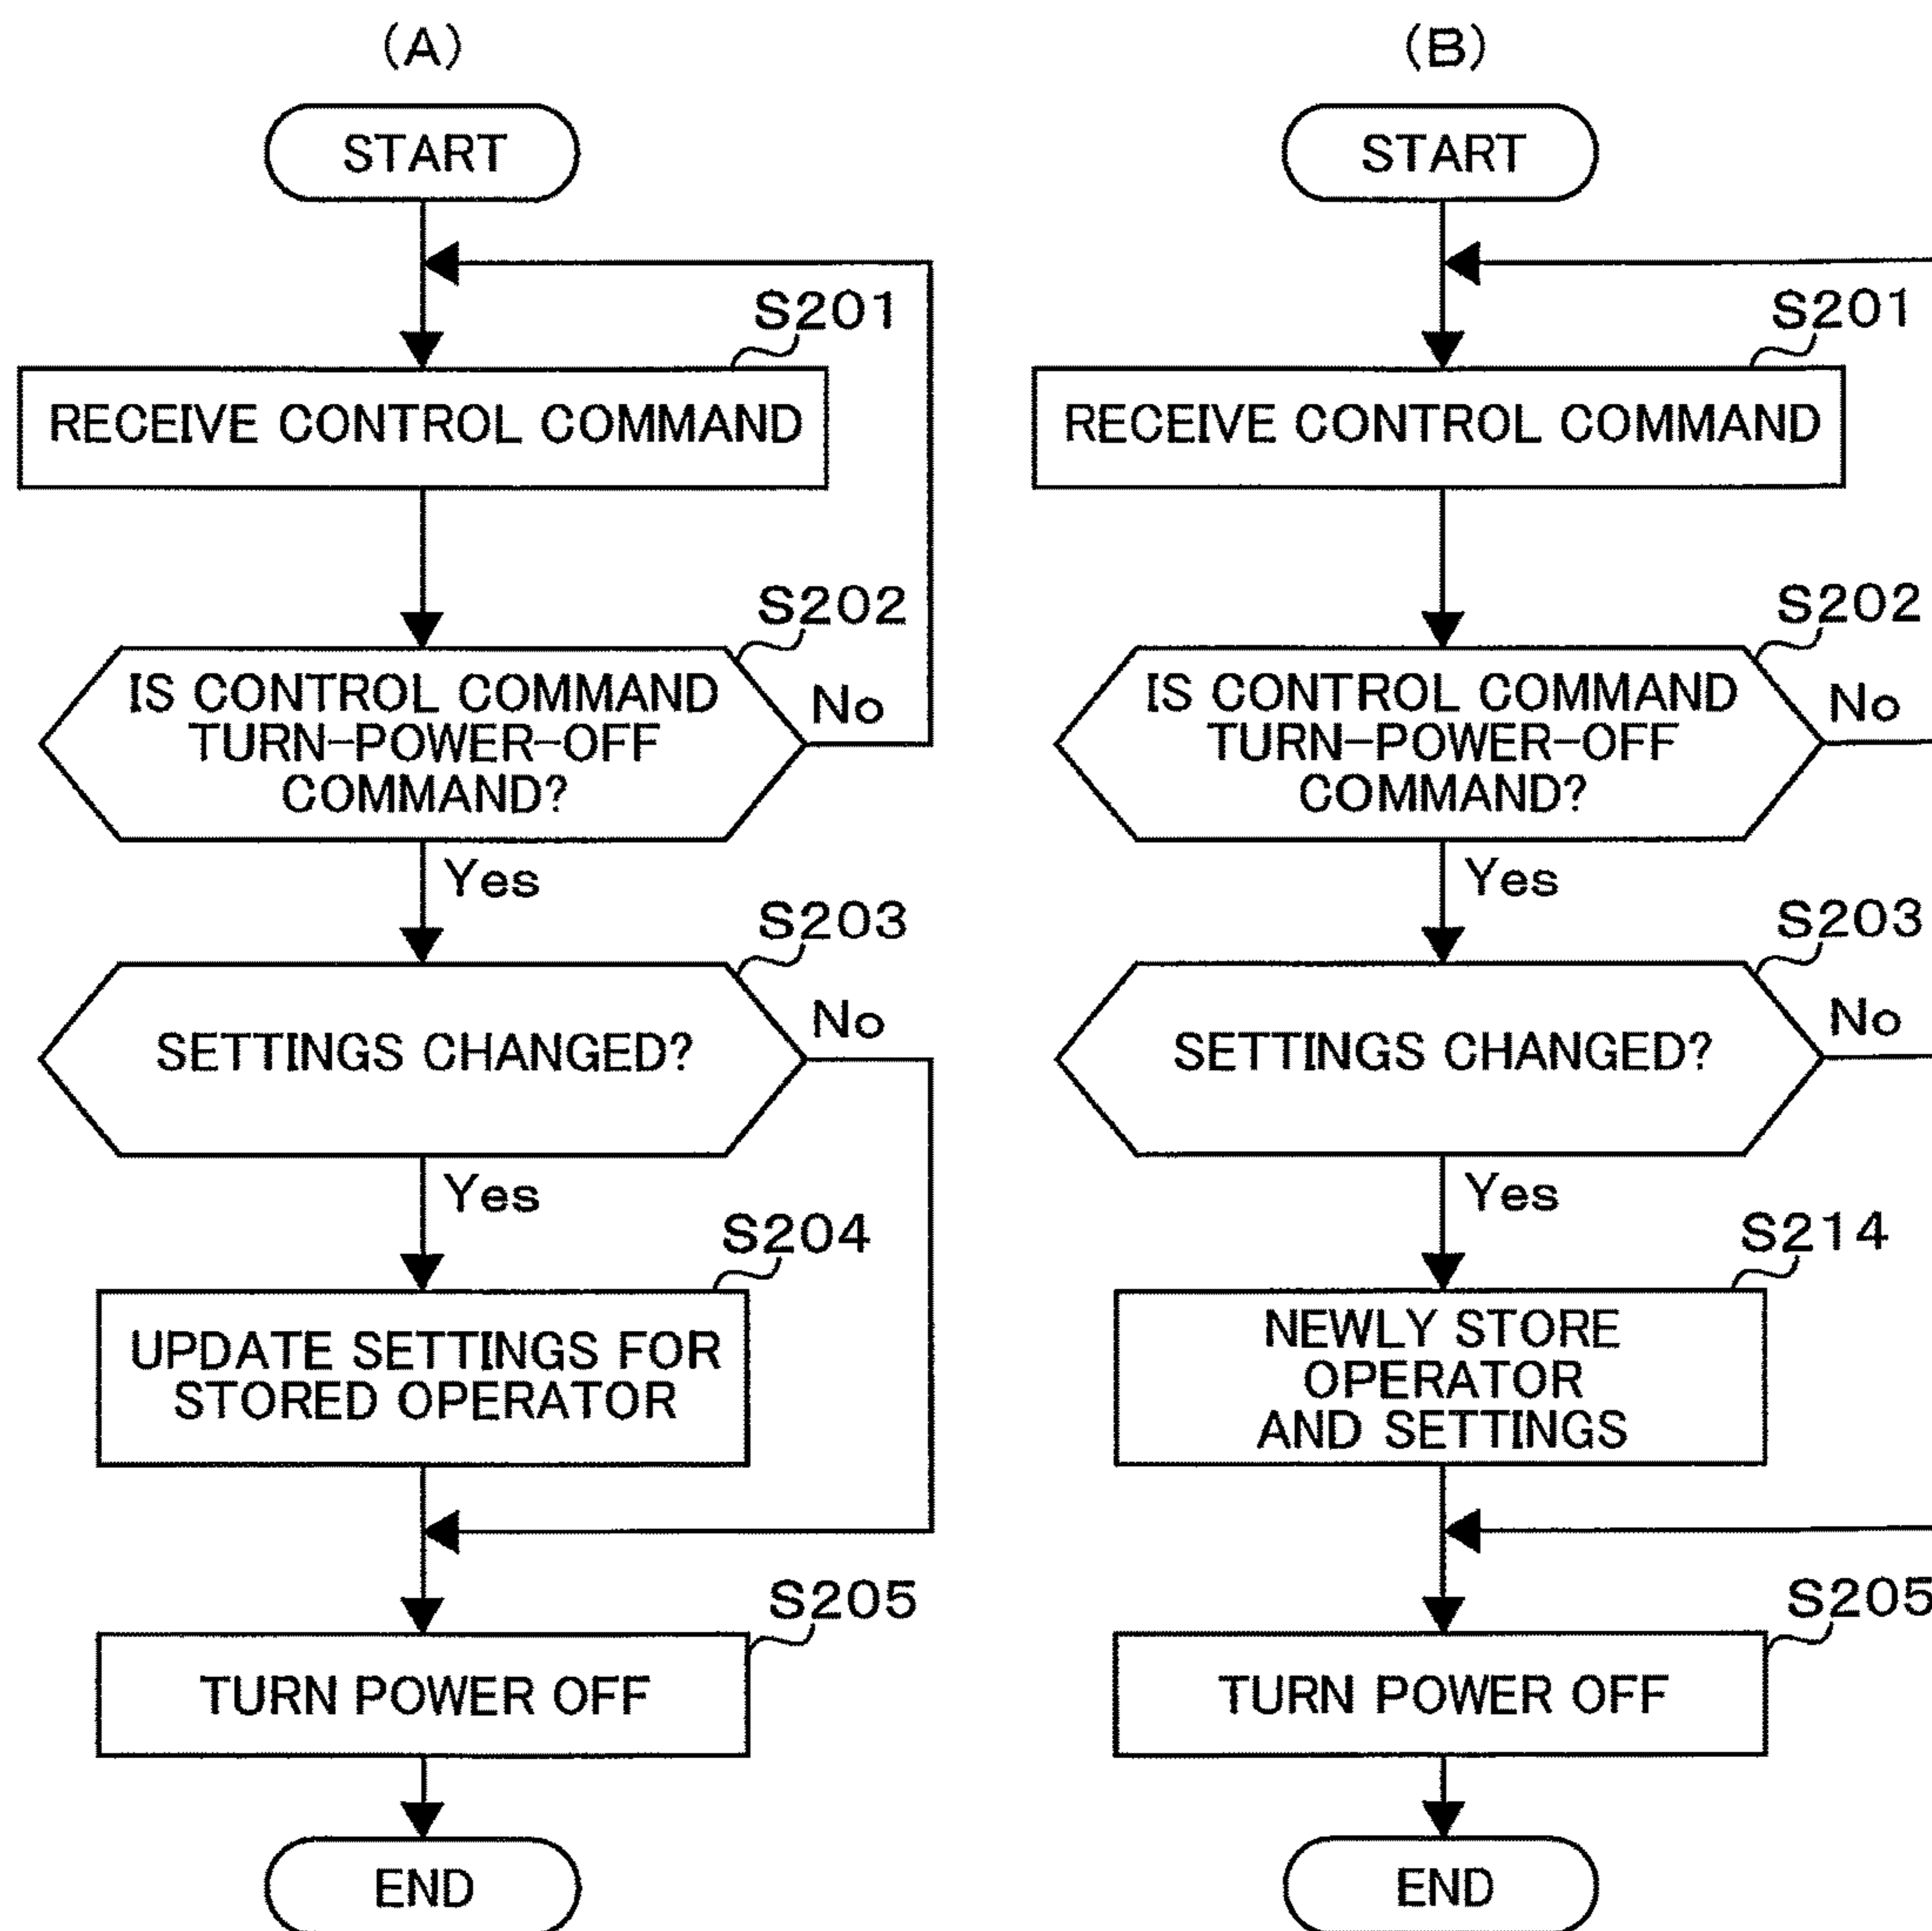 (A)
START
S201
RECEIVE CONTROL COMMAND
S202
IS CONTROL COMMAND
TURN-POWER-OFF
COMMAND?
No
Yes
S203
SETTINGS CHANGED?
No
Yes
S204
UPDATE SETTINGS FOR
STORED OPERATOR
S205
TURN POWER OFF
END
(B)
START
S201
RECEIVE CONTROL COMMAND
S202
IS CONTROL COMMAND
TURN-POWER-OFF
COMMAND?
No
Yes
S203
SETTINGS CHANGED?
No
Yes
S214
NEWLY STORE
OPERATOR
AND SETTINGS
S205
TURN POWER OFF
END